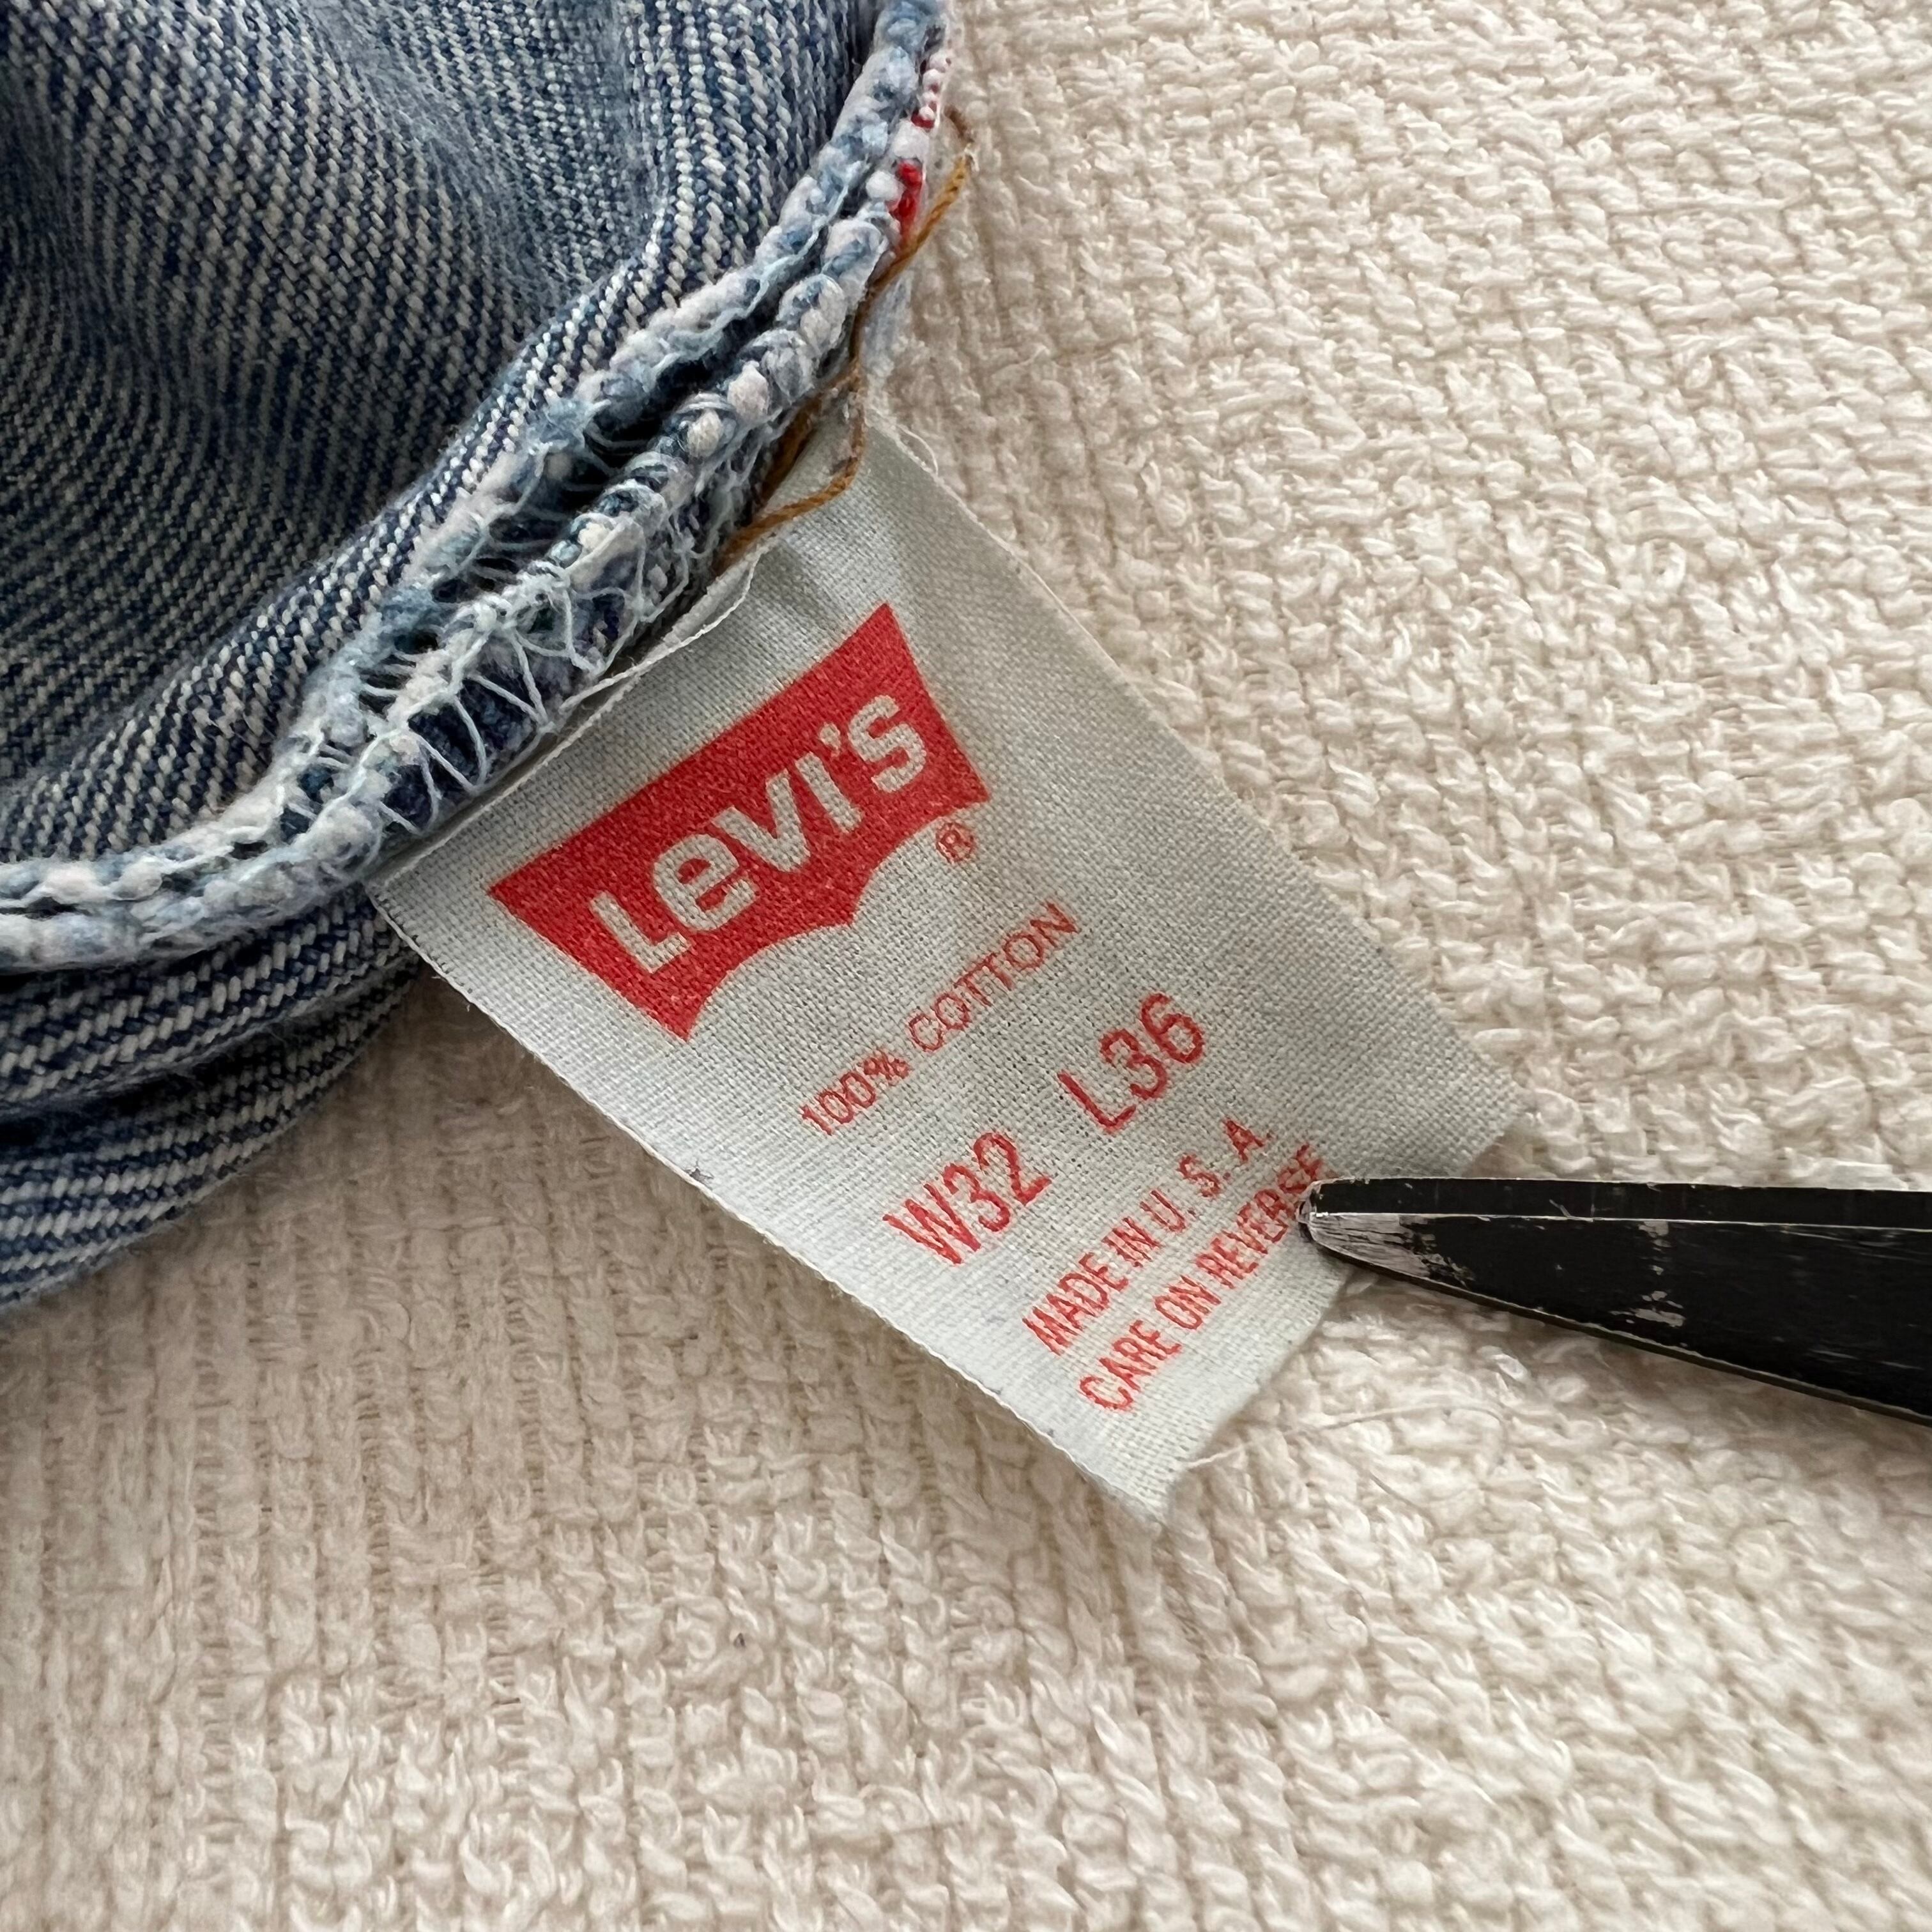 Levi's
®
100% COTTON
W32 L36
MADE IN U. S. A.
CARE ON REVERSE